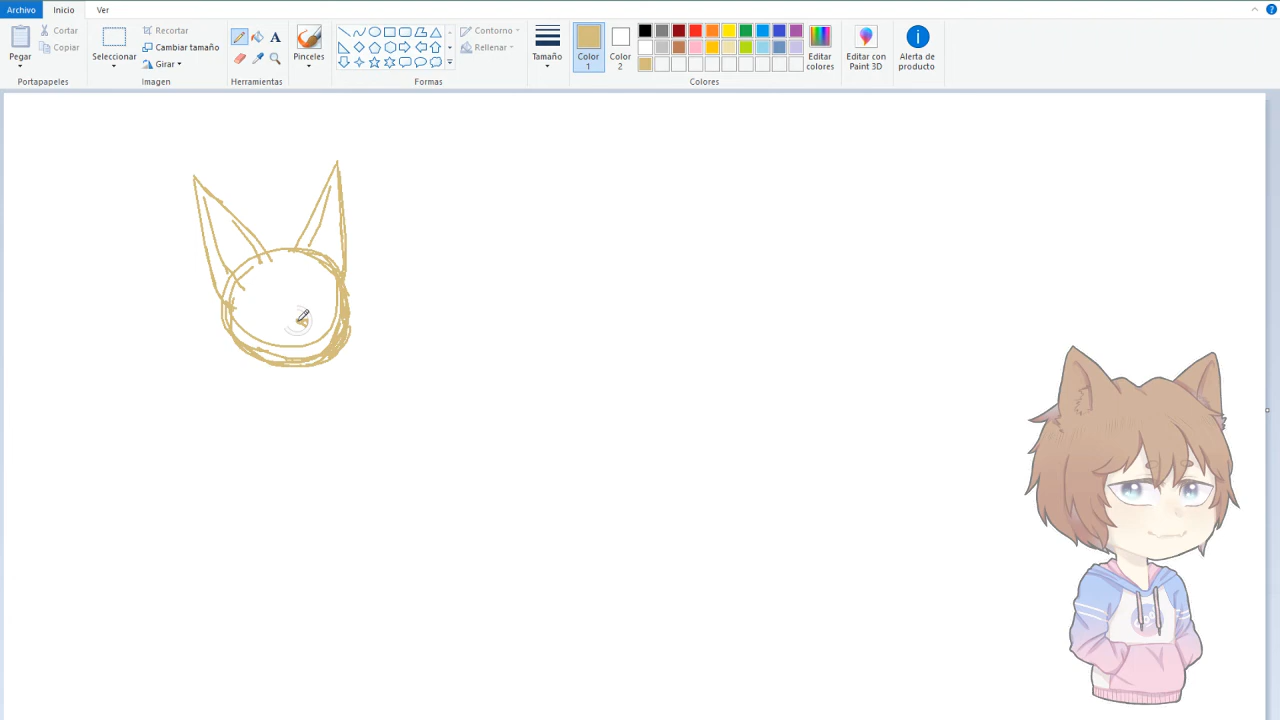 Archivo Inicio Ver
Pegar
Cortar
Copiar
Portapapeles
Seleccionar
Recortar
Cambiar tamaño
Girar
Imagen
A
Herramientas
Pinceles
Contorno
Rellenar
Formas
Tamaño
Color
1
Color
2
Editar
colores
Colores
Editar con
Paint 3D
Alerta de
producto